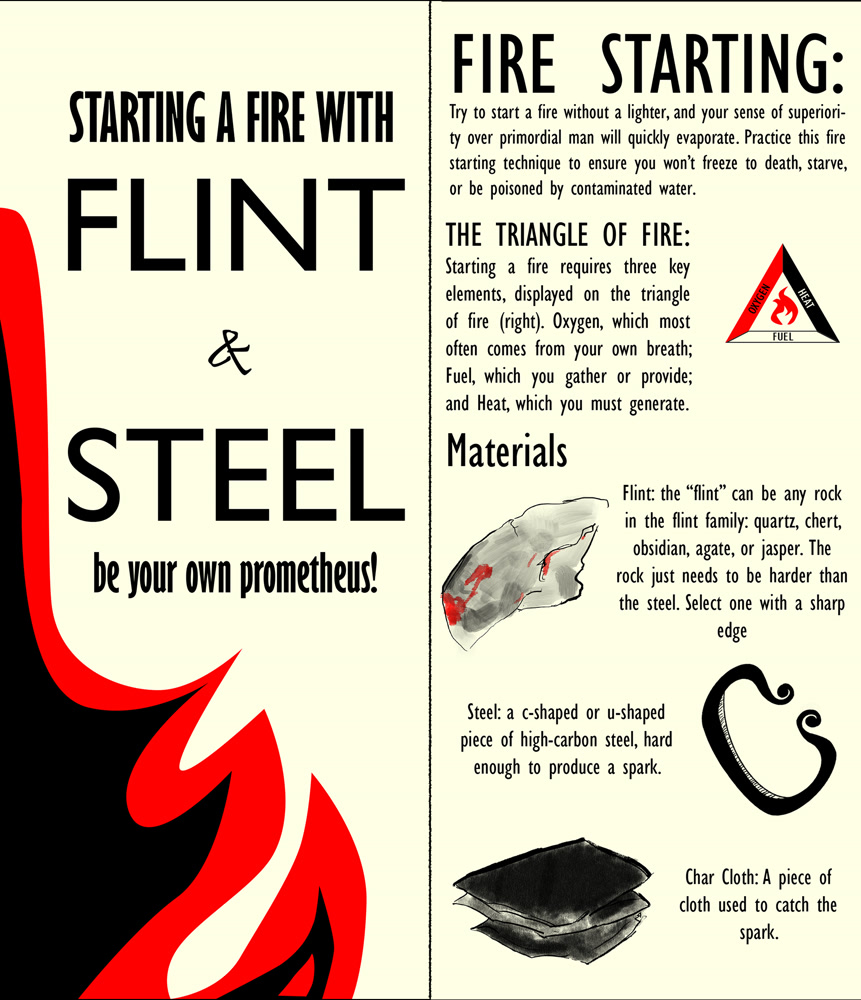 STARTING A FIRE WITH
FLINT
&
STEEL
be your own prometheus!
FIRE STARTING:
Try to start a fire without a lighter, and your sense of superiori-
ty over primordial man will quickly evaporate. Practice this fire
starting technique to ensure you won't freeze to death, starve,
or be poisoned by contaminated water.
THE TRIANGLE OF FIRE:
Starting a fire requires three key
elements, displayed on the triangle
of fire (right). Oxygen, which most
often comes from your own breath;
Fuel, which you gather or provide;
and Heat, which you must generate.
OXYGEN
HEAT
FUEL
Materials
Flint: the “flint” can be any rock
in the flint family: quartz, chert,
obsidian, agate, or jasper. The
rock just needs to be harder than
the steel. Select one with a sharp
edge
Steel: a c-shaped or u-shaped
piece of high-carbon steel, hard
enough to produce a spark.
Char Cloth: A piece of
cloth used to catch the
spark.